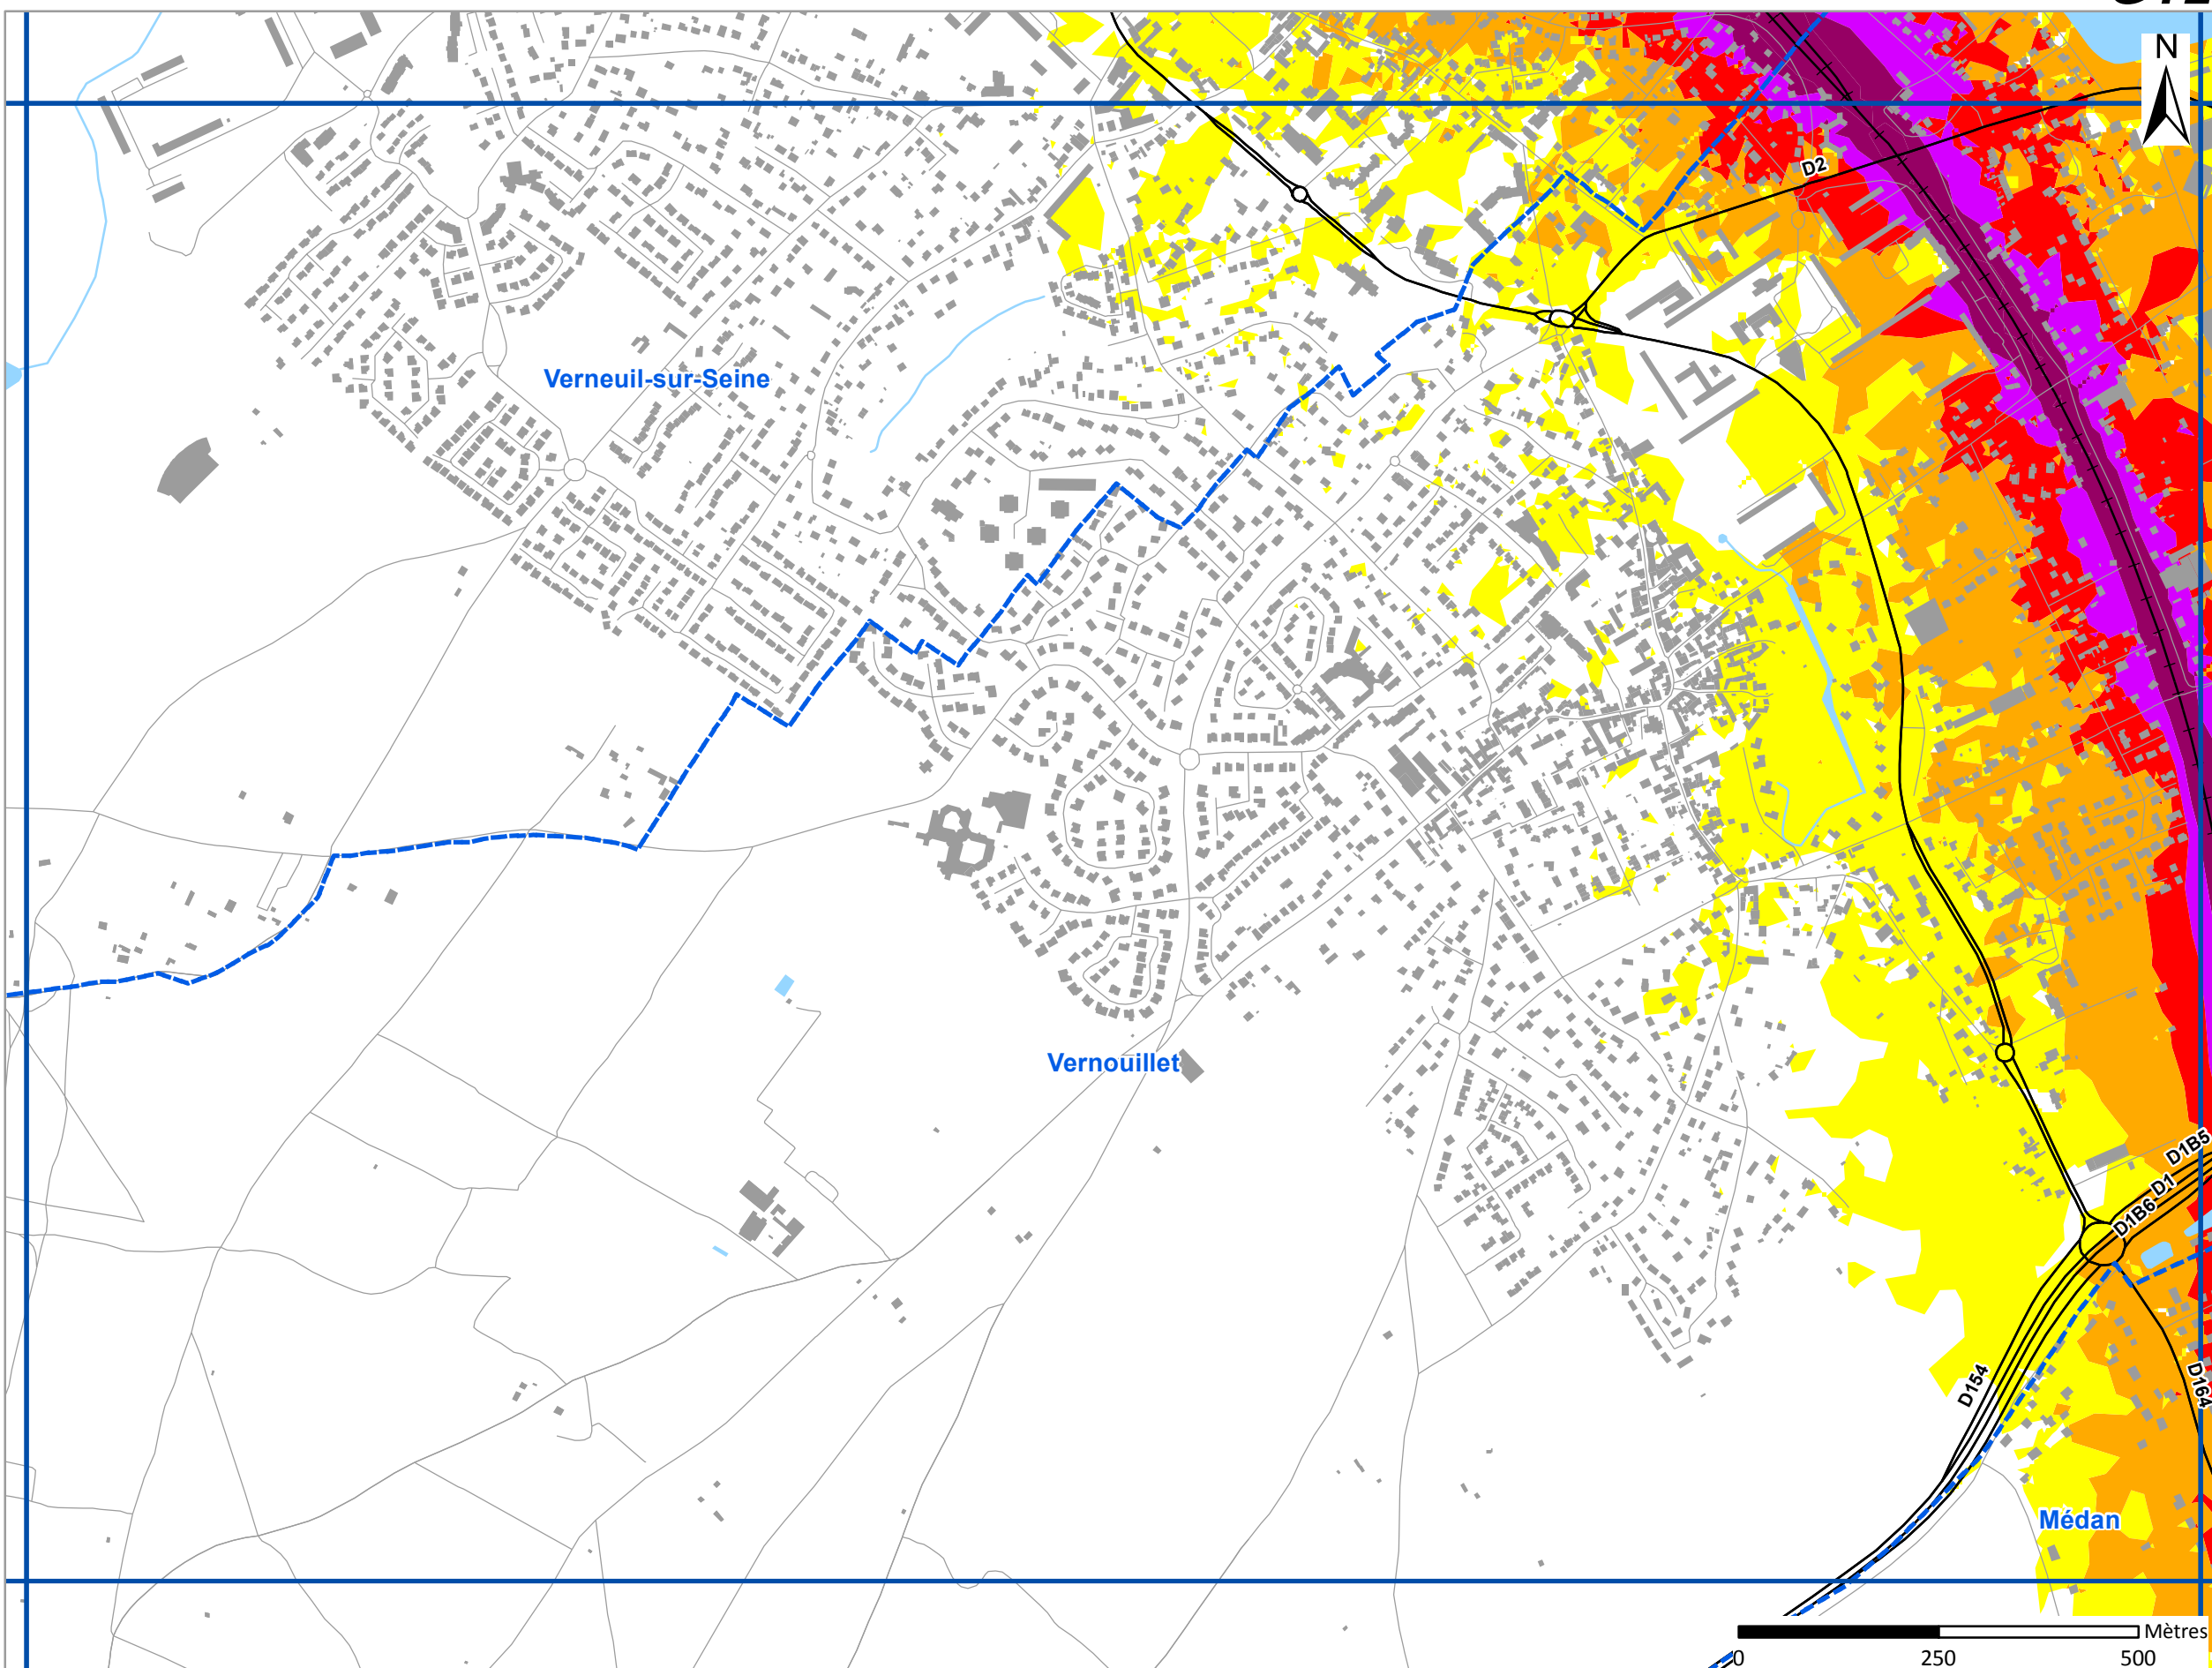 N
D2
Verneuil-sur-Seine
Vernouillet
D1B5
D1
D1B6
D154
D164
Médan
Mètres
0 250 500